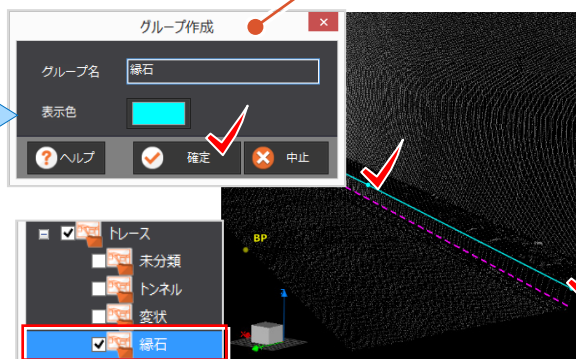 グループ作成
グループ名
縁石
表示色
ヘルプ
確定
中止
トレース
未分類
トンネル
変状
縁石
BP